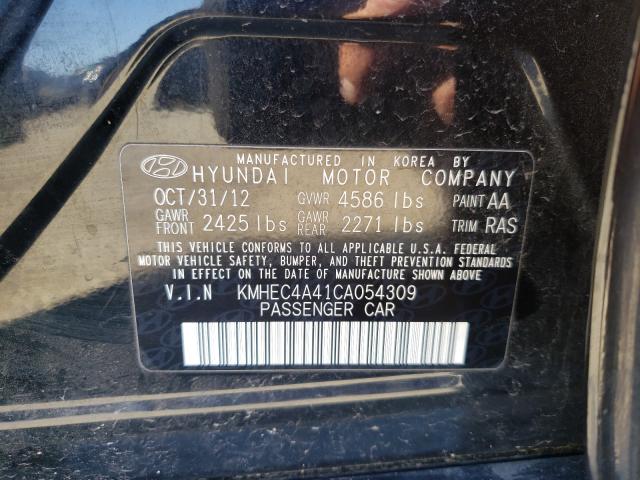 MANUFACTURED IN KOREA BY
HYUNDAI MOTOR COMPANY
OCT/31/12 GVWR 4586 lbs PAINT AA
GAWR FRONT 2425 lbs GAWR REAR 2271 lbs TRIM RAS
THIS VEHICLE CONFORMS TO ALL APPLICABLE U.S.A. FEDERAL
MOTOR VEHICLE SAFETY, BUMPER, AND THEFT PREVENTION STANDARDS
IN EFFECT ON THE DATE OF MANUFACTURE SHOWN ABOVE
V.I.N KMHEC4A41CA054309
PASSENGER CAR